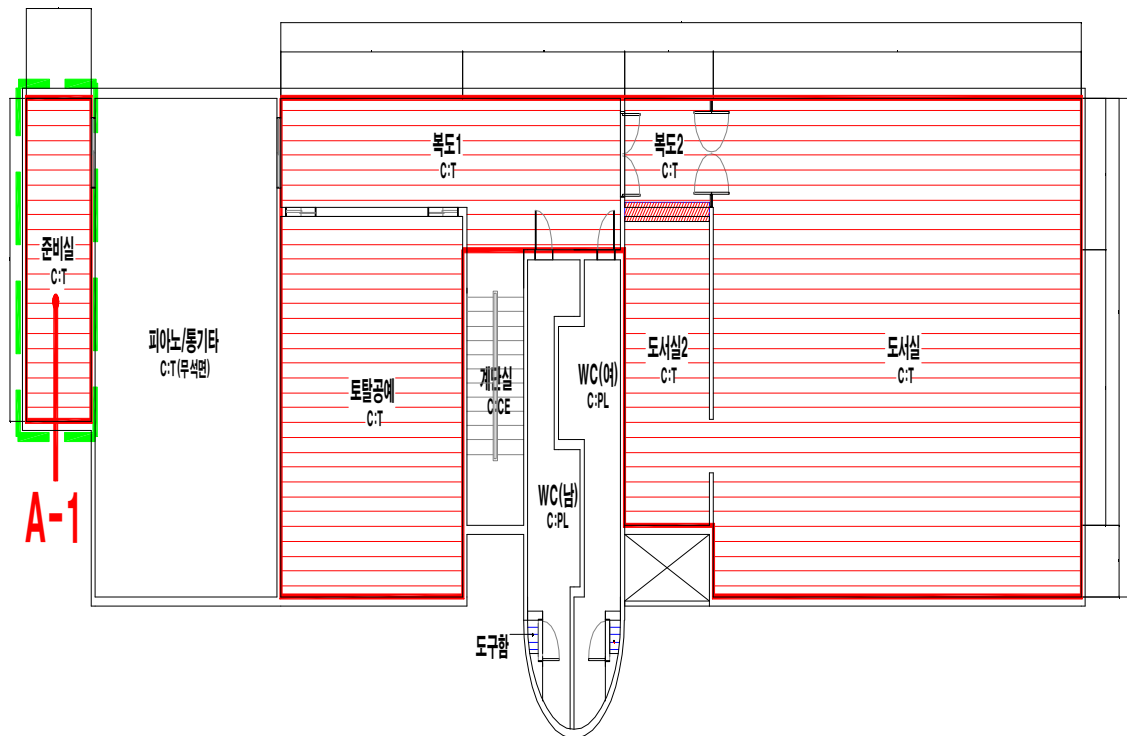 복도1
C:T
복도2
C:T
준비실
C:T
피아노/통기타
C:T(무석면)
토탈공예
C:T
계단실
C:CE
WC(여)
C:PL
도서실2
C:T
도서실
C:T
WC(남)
C:PL
A-1
도구함